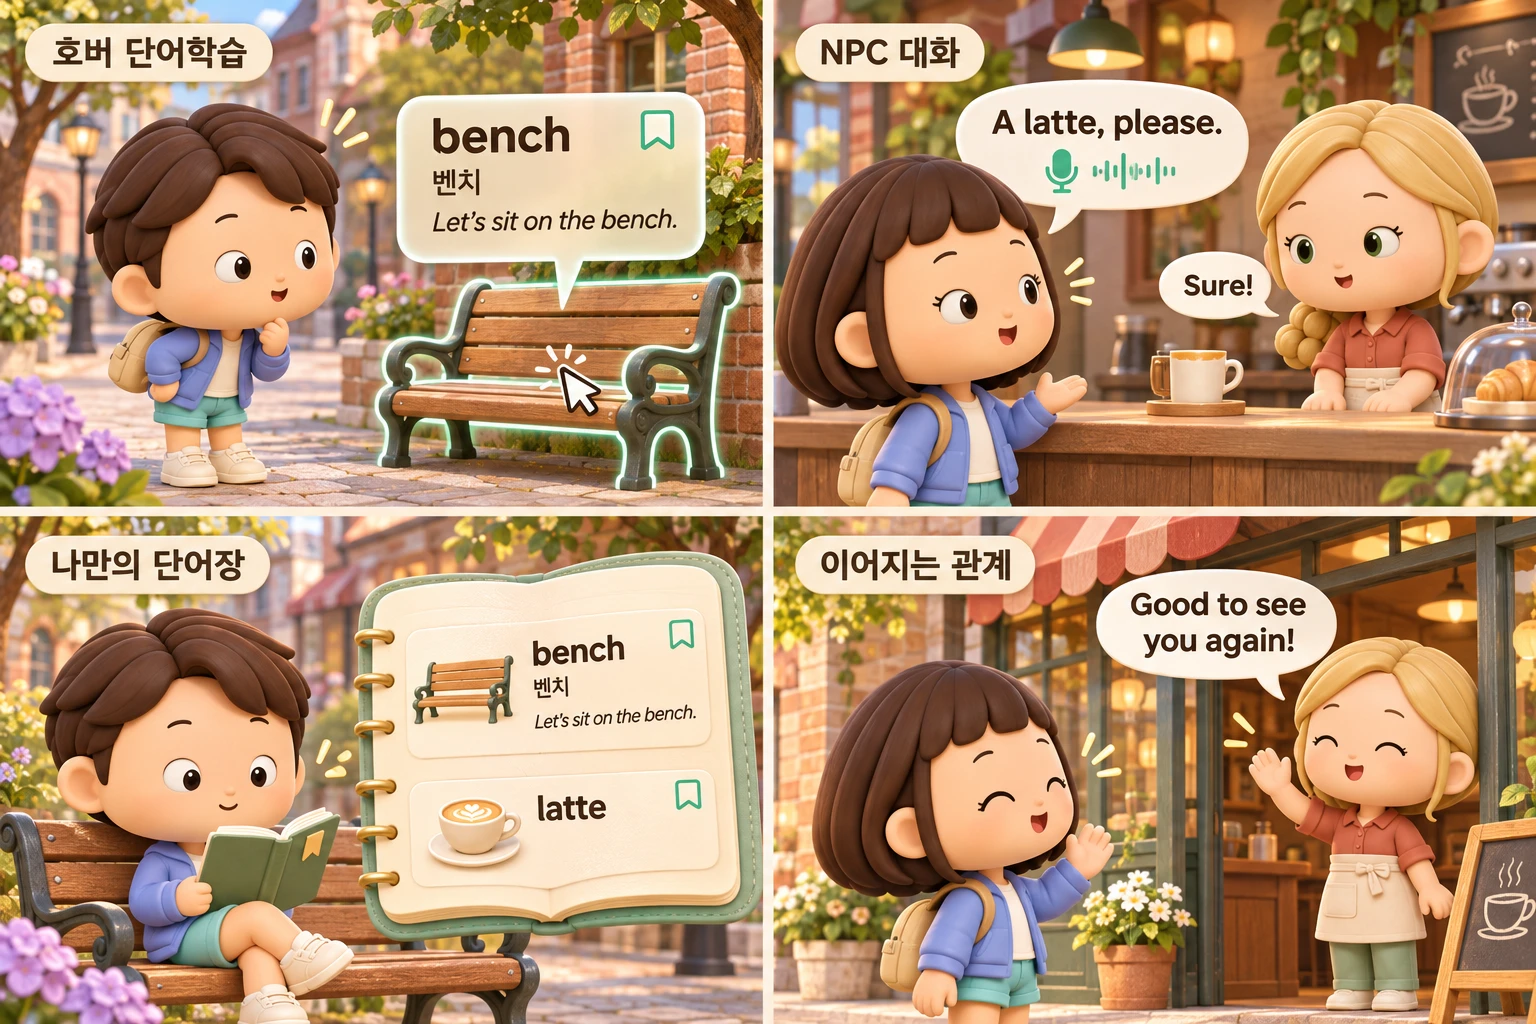 호버 단어학습
bench
벤치
Let's sit on the bench.
NPC 대화
A latte, please.
Sure!
나만의 단어장
bench
벤치
Let's sit on the bench.
latte
이어지는 관계
Good to see
you again!